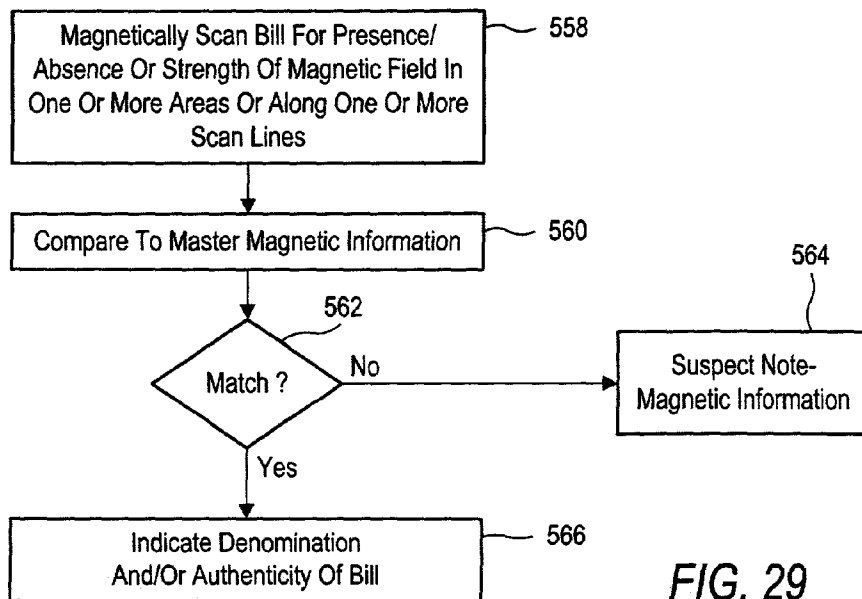 Magnetically Scan Bill For Presence/
Absence Or Strength Of Magnetic Field In
One Or More Areas Or Along One Or More
Scan Lines
558
Compare To Master Magnetic Information
560
562
Match ?
No
564
Suspect Note-
Magnetic Information
Yes
Indicate Denomination
And/Or Authenticity Of Bill
566
FIG. 29